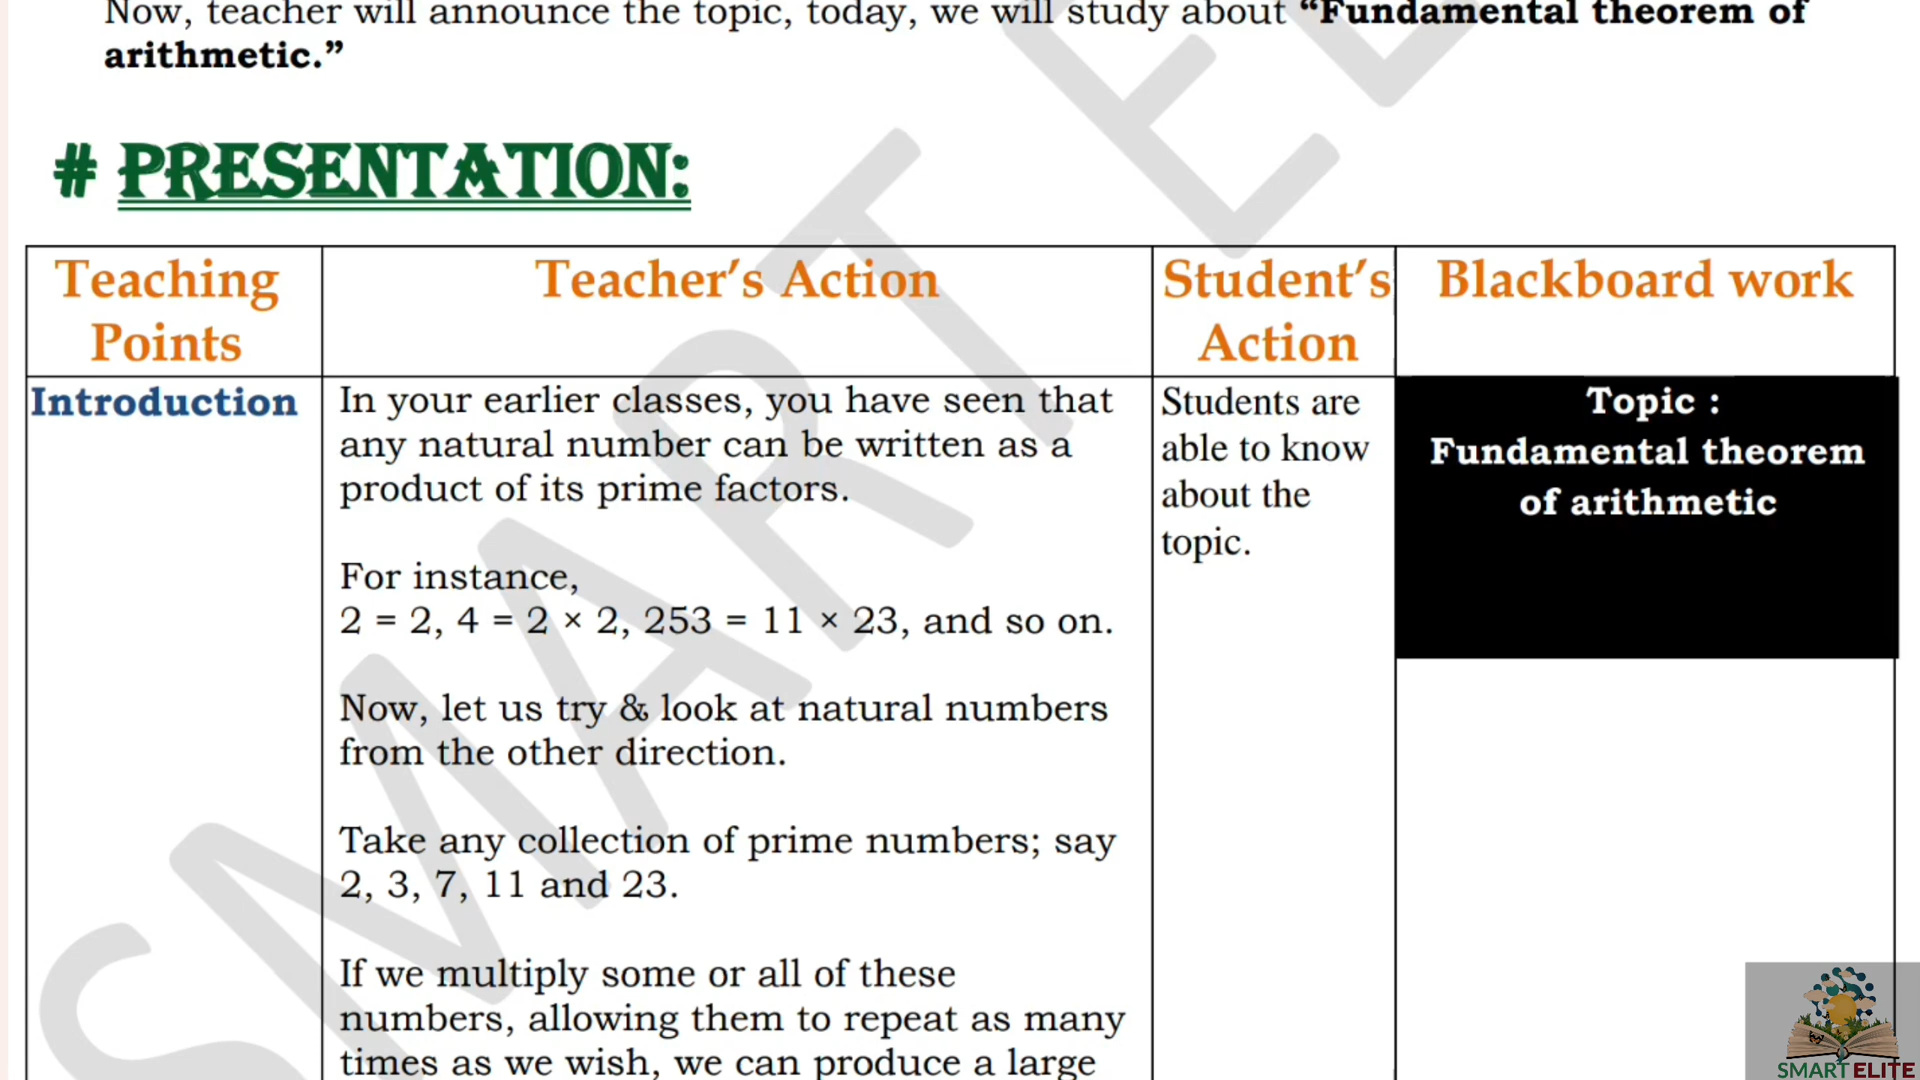 Now, teacher will announce the topic, today, we will study about “Fundamental theorem of
arithmetic.”
# PRESENTATION:
Teaching
Points
Teacher’s Action
Student’s
Action
Blackboard work
Introduction
In your earlier classes, you have seen that
any natural number can be written as a
product of its prime factors.
For instance,
2 = 2, 4 = 2 × 2, 253 = 11 × 23, and so on.
Now, let us try & look at natural numbers
from the other direction.
Take any collection of prime numbers; say
2, 3, 7, 11 and 23.
If we multiply some or all of these
numbers, allowing them to repeat as many
times as we wish, we can produce a large
Students are
able to know
about the
topic.
Topic :
Fundamental theorem
of arithmetic
SMART EL
SMART ELITE